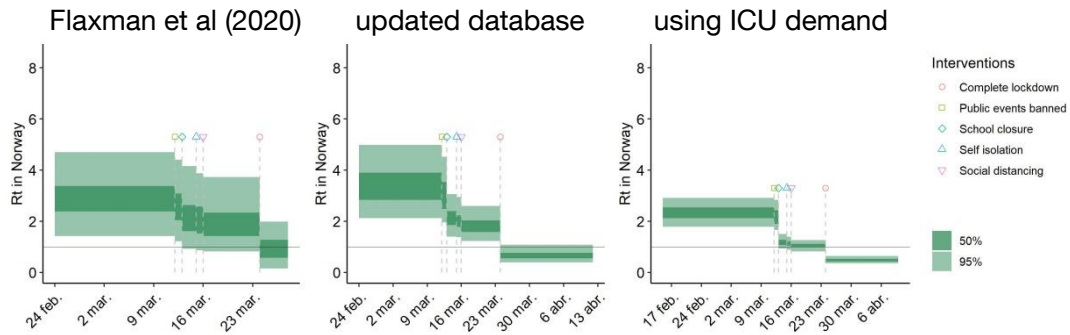 Flaxman et al (2020)
updated database
using ICU demand
Rt in Norway
8
6
4
2
0
24 feb.
2 mar.
9 mar.
16 mar.
23 mar.
Rt in Norway
8
6
4
2
0
24 feb.
2 mar.
9 mar.
16 mar.
23 mar.
30 mar.
6 abr.
13 abr.
Rt in Norway
8
6
4
2
0
17 feb.
24 feb.
2 mar.
9 mar.
16 mar.
23 mar.
30 mar.
6 abr.
Interventions
Complete lockdown
Public events banned
School closure
Self isolation
Social distancing
50%
95%